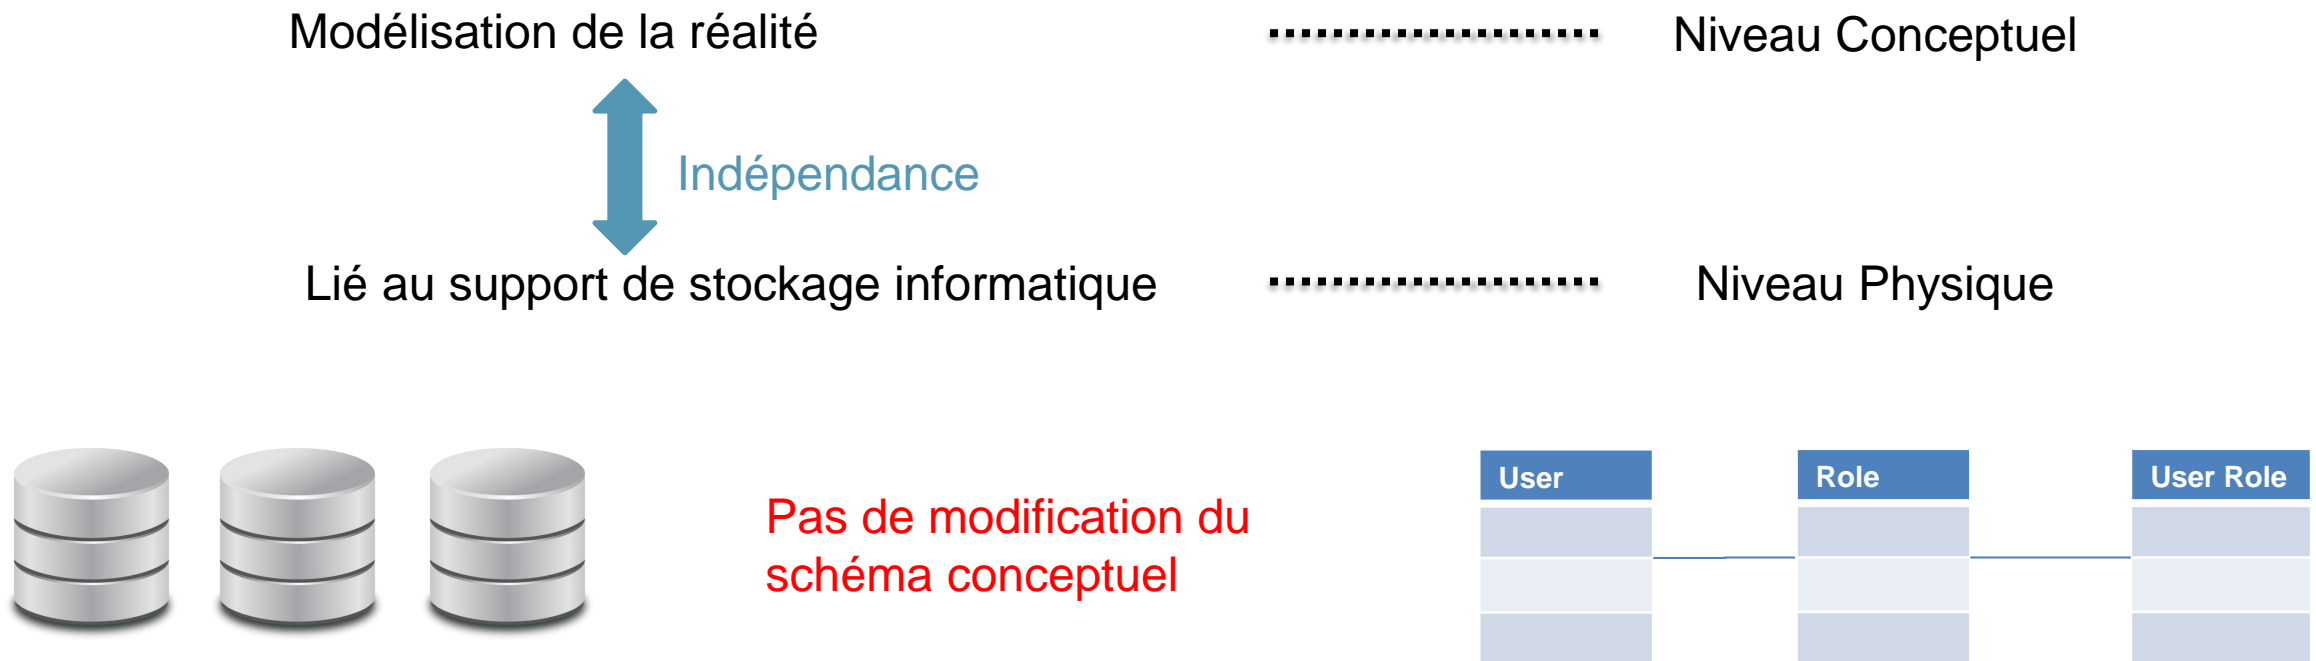 Modélisation de la réalité
Niveau Conceptuel
Indépendance
Lié au support de stockage informatique
Niveau Physique
Pas de modification du
schéma conceptuel
User
Role
User Role